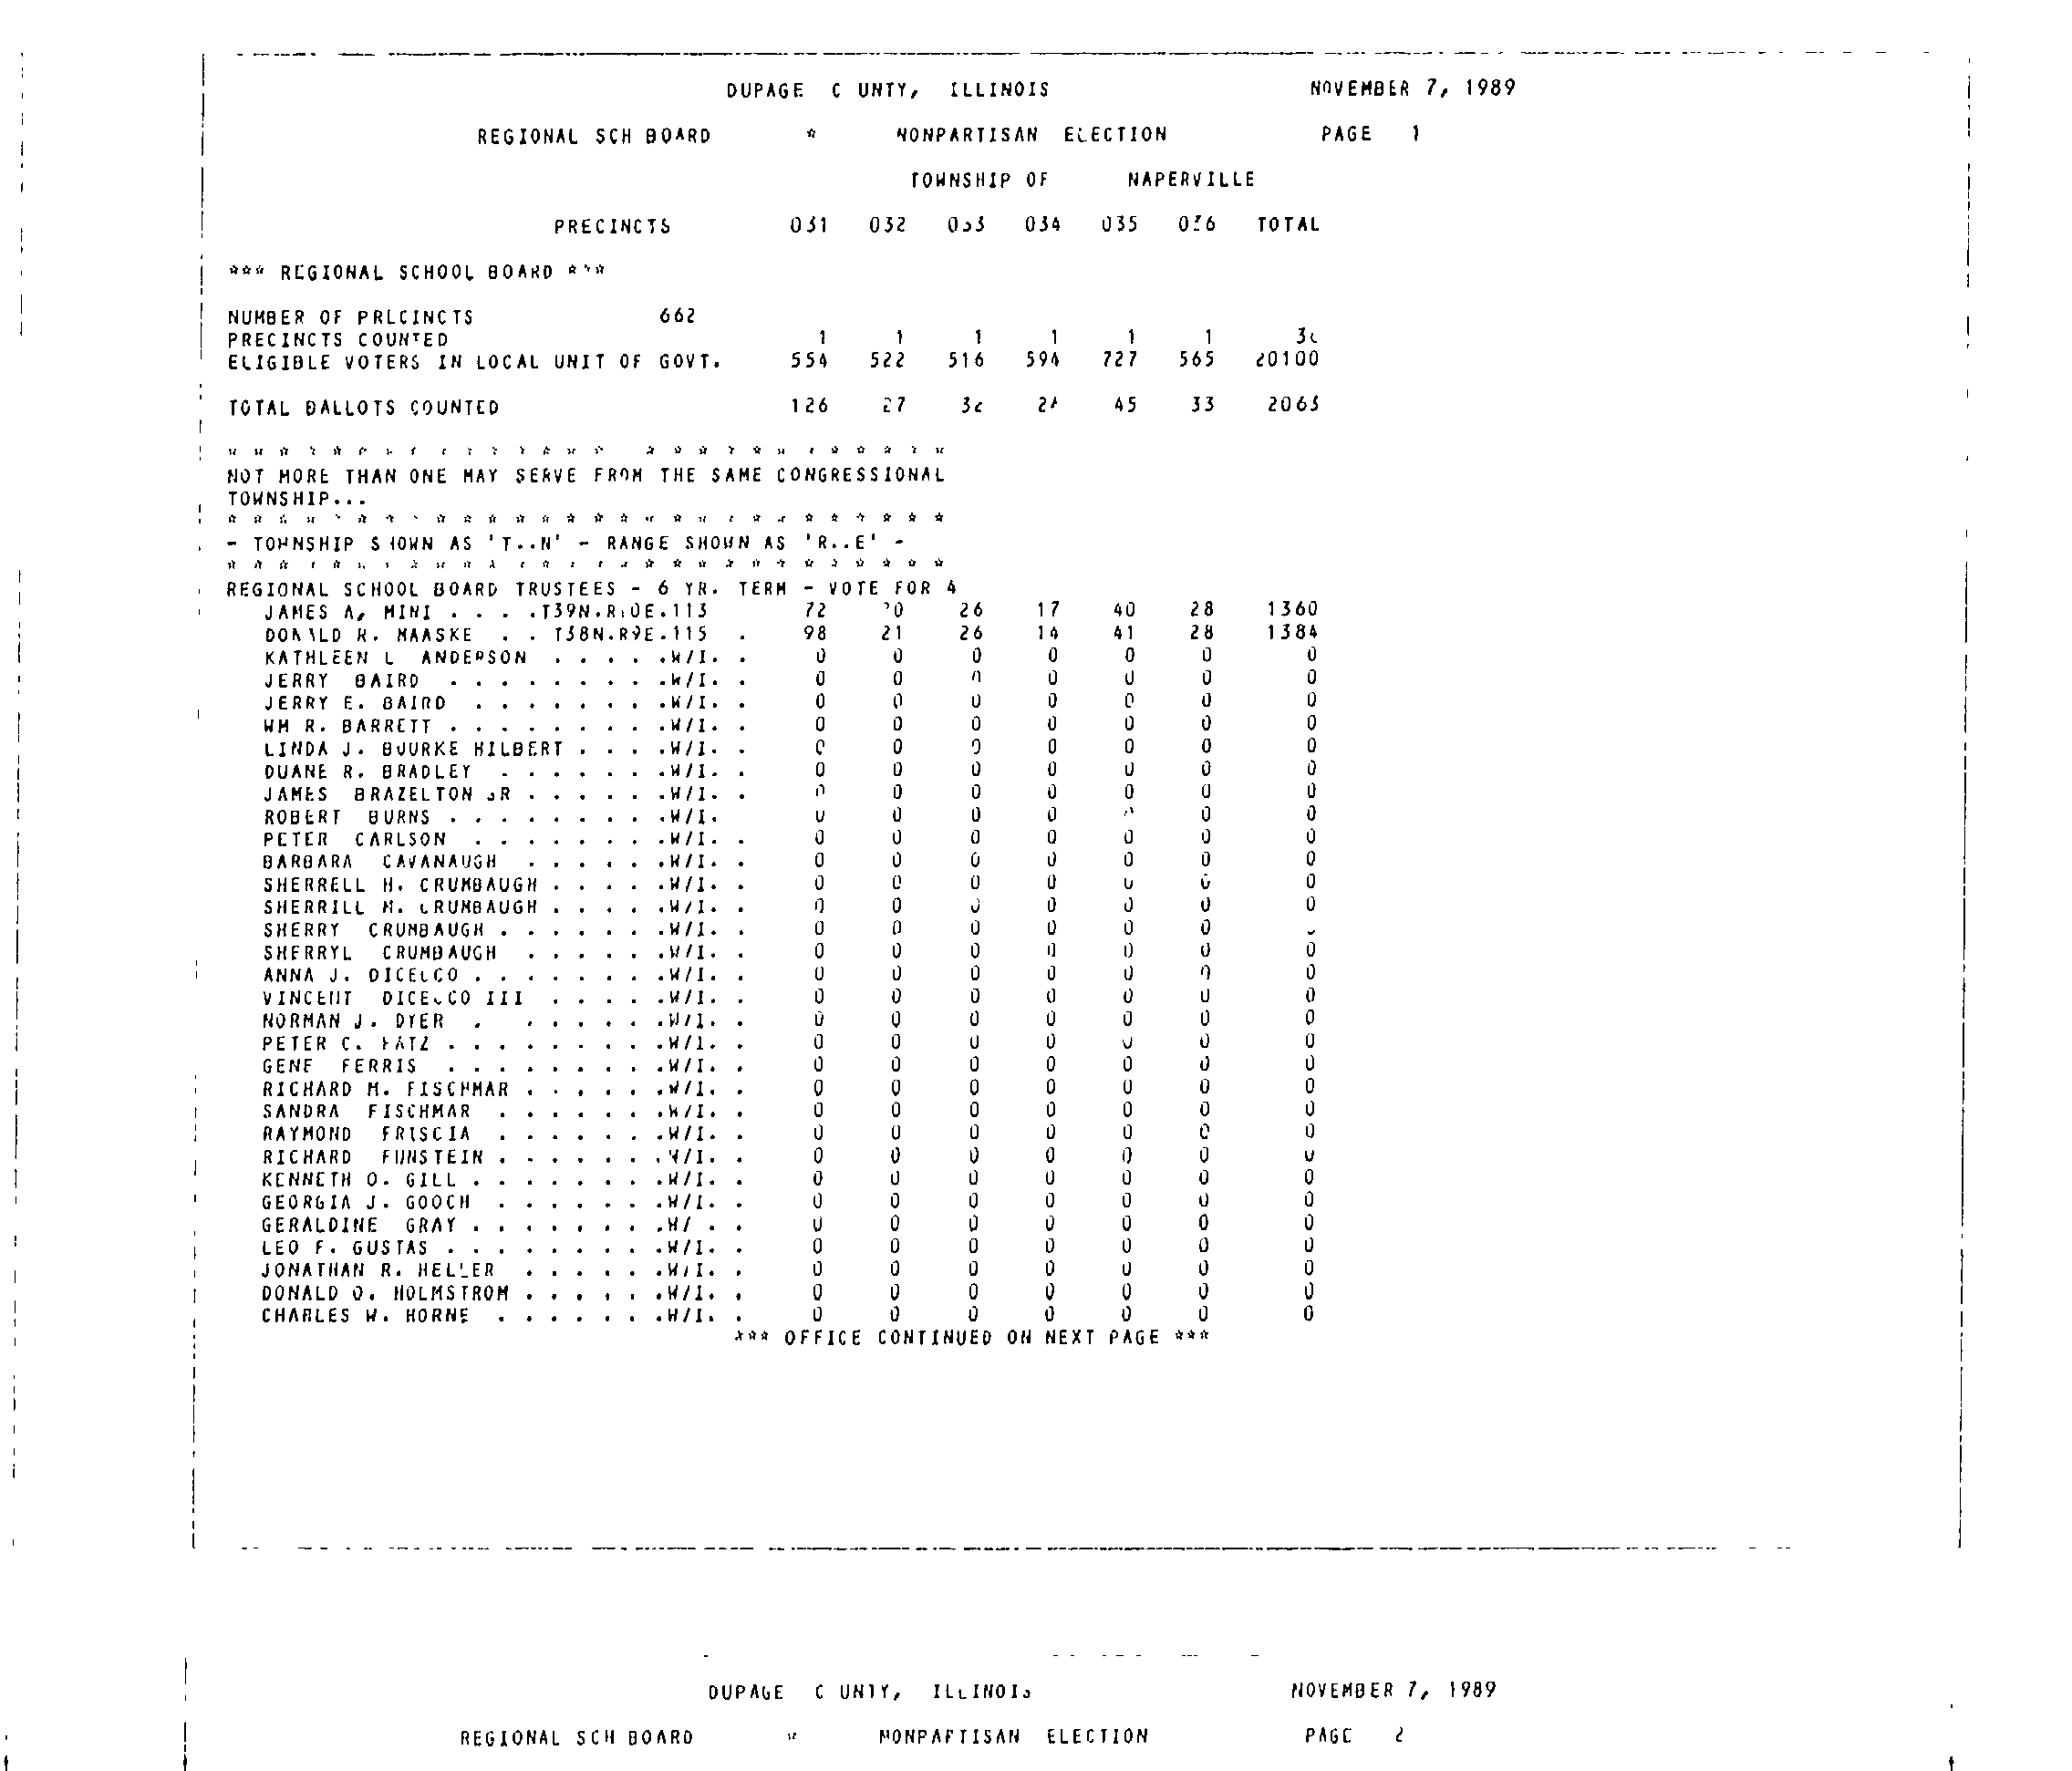 DUPAGE C UNTY, ILLINOIS NOVEMBER 7, 1989
REGIONAL SCH BOARD * NONPARTISAN ELECTION PAGE 1
TOWNSHIP OF NAPERVILLE
PRECINCTS 031 032 033 034 035 036 TOTAL
*** REGIONAL SCHOOL BOARD ***
NUMBER OF PRECINCTS 662
PRECINCTS COUNTED 1 1 1 1 1 1
ELIGIBLE VOTERS IN LOCAL UNIT OF GOVT. 554 522 516 594 727 565 20100
TOTAL BALLOTS COUNTED 126 27 45 33 2063
NOT MORE THAN ONE MAY SERVE FROM THE SAME CONGRESSIONAL
TOWNSHIP...
- TOWNSHIP SHOWN AS 'T..N' - RANGE SHOWN AS 'R..E' -
REGIONAL SCHOOL BOARD TRUSTEES - 6 YR. TERM - VOTE FOR 4
JAMES A. MINI . . . .T39N.R10E.113 72 20 26 17 40 28 1360
DONALD R. MAASKE . . T38N.R9E.115 . 98 21 26 14 41 28 1384
KATHLEEN L ANDERSON . . . . .W/I. . 0 0 0 0 0 0 0
JERRY BAIRD . . . . . . . . .W/I. . 0 0 0 0 0 0 0
JERRY E. BAIRD . . . . . . . .W/I. . 0 0 0 0 0 0 0
WM R. BARRETT . . . . . . . . .W/I. . 0 0 0 0 0 0 0
LINDA J. BOURKE HILBERT . . . .W/I. . 0 0 0 0 0 0 0
DUANE R. BRADLEY . . . . . . .W/I. . 0 0 0 0 0 0 0
JAMES BRAZELTON JR . . . . . .W/I. . 0 0 0 0 0 0 0
ROBERT BURNS . . . . . . . . .W/I. 0 0 0 0 0 0 0
PETER CARLSON . . . . . . . .W/I. . 0 0 0 0 0 0 0
BARBARA CAVANAUGH . . . . . .W/I. . 0 0 0 0 0 0 0
SHERRELL H. CRUMBAUGH . . . . .W/I. . 0 0 0 0 0 0 0
SHERRILL H. CRUMBAUGH . . . . .W/I. . 0 0 0 0 0 0 0
SHERRY CRUMBAUGH . . . . . . .W/I. . 0 0 0 0 0 0
SHERRYL CRUMBAUGH . . . . . .W/I. . 0 0 0 0 0 0 0
ANNA J. DICELCO . . . . . . . .W/I. . 0 0 0 0 0 0 0
VINCENT DICELCO III . . . . .W/I. . 0 0 0 0 0 0 0
NORMAN J. DYER . . . . . . .W/I. . 0 0 0 0 0 0 0
PETER C. . . . . . . . . .W/I. . 0 0 0 0 0 0 0
GENE FERRIS . . . . . . . . .W/I. . 0 0 0 0 0 0 0
RICHARD M. FISCHMAR . . . . . .W/I. . 0 0 0 0 0 0 0
SANDRA FISCHMAR . . . . . . .W/I. . 0 0 0 0 0 0 0
RAYMOND FRISCIA . . . . . . .W/I. . 0 0 0 0 0 0 0
RICHARD FUNSTEIN . . . . . . .W/I. . 0 0 0 0 0 0 0
KENNETH O. GILL . . . . . . . .W/I. . 0 0 0 0 0 0 0
GEORGIA J. GOOCH . . . . . . .W/I. . 0 0 0 0 0 0 0
GERALDINE GRAY . . . . . . . .W/ . . 0 0 0 0 0 0 0
LEO F. GUSTAS . . . . . . . . .W/I. . 0 0 0 0 0 0 0
JONATHAN R. HELLER . . . . . .W/I. . 0 0 0 0 0 0 0
DONALD O. HOLMSTROM . . . . . .W/I. . 0 0 0 0 0 0 0
CHARLES W. HORNE . . . . . . .W/I. . 0 0 0 0 0 0 0
*** OFFICE CONTINUED ON NEXT PAGE ***
DUPAGE C UNTY, ILLINOIS NOVEMBER 7, 1989
REGIONAL SCH BOARD * NONPARTISAN ELECTION PAGE 2